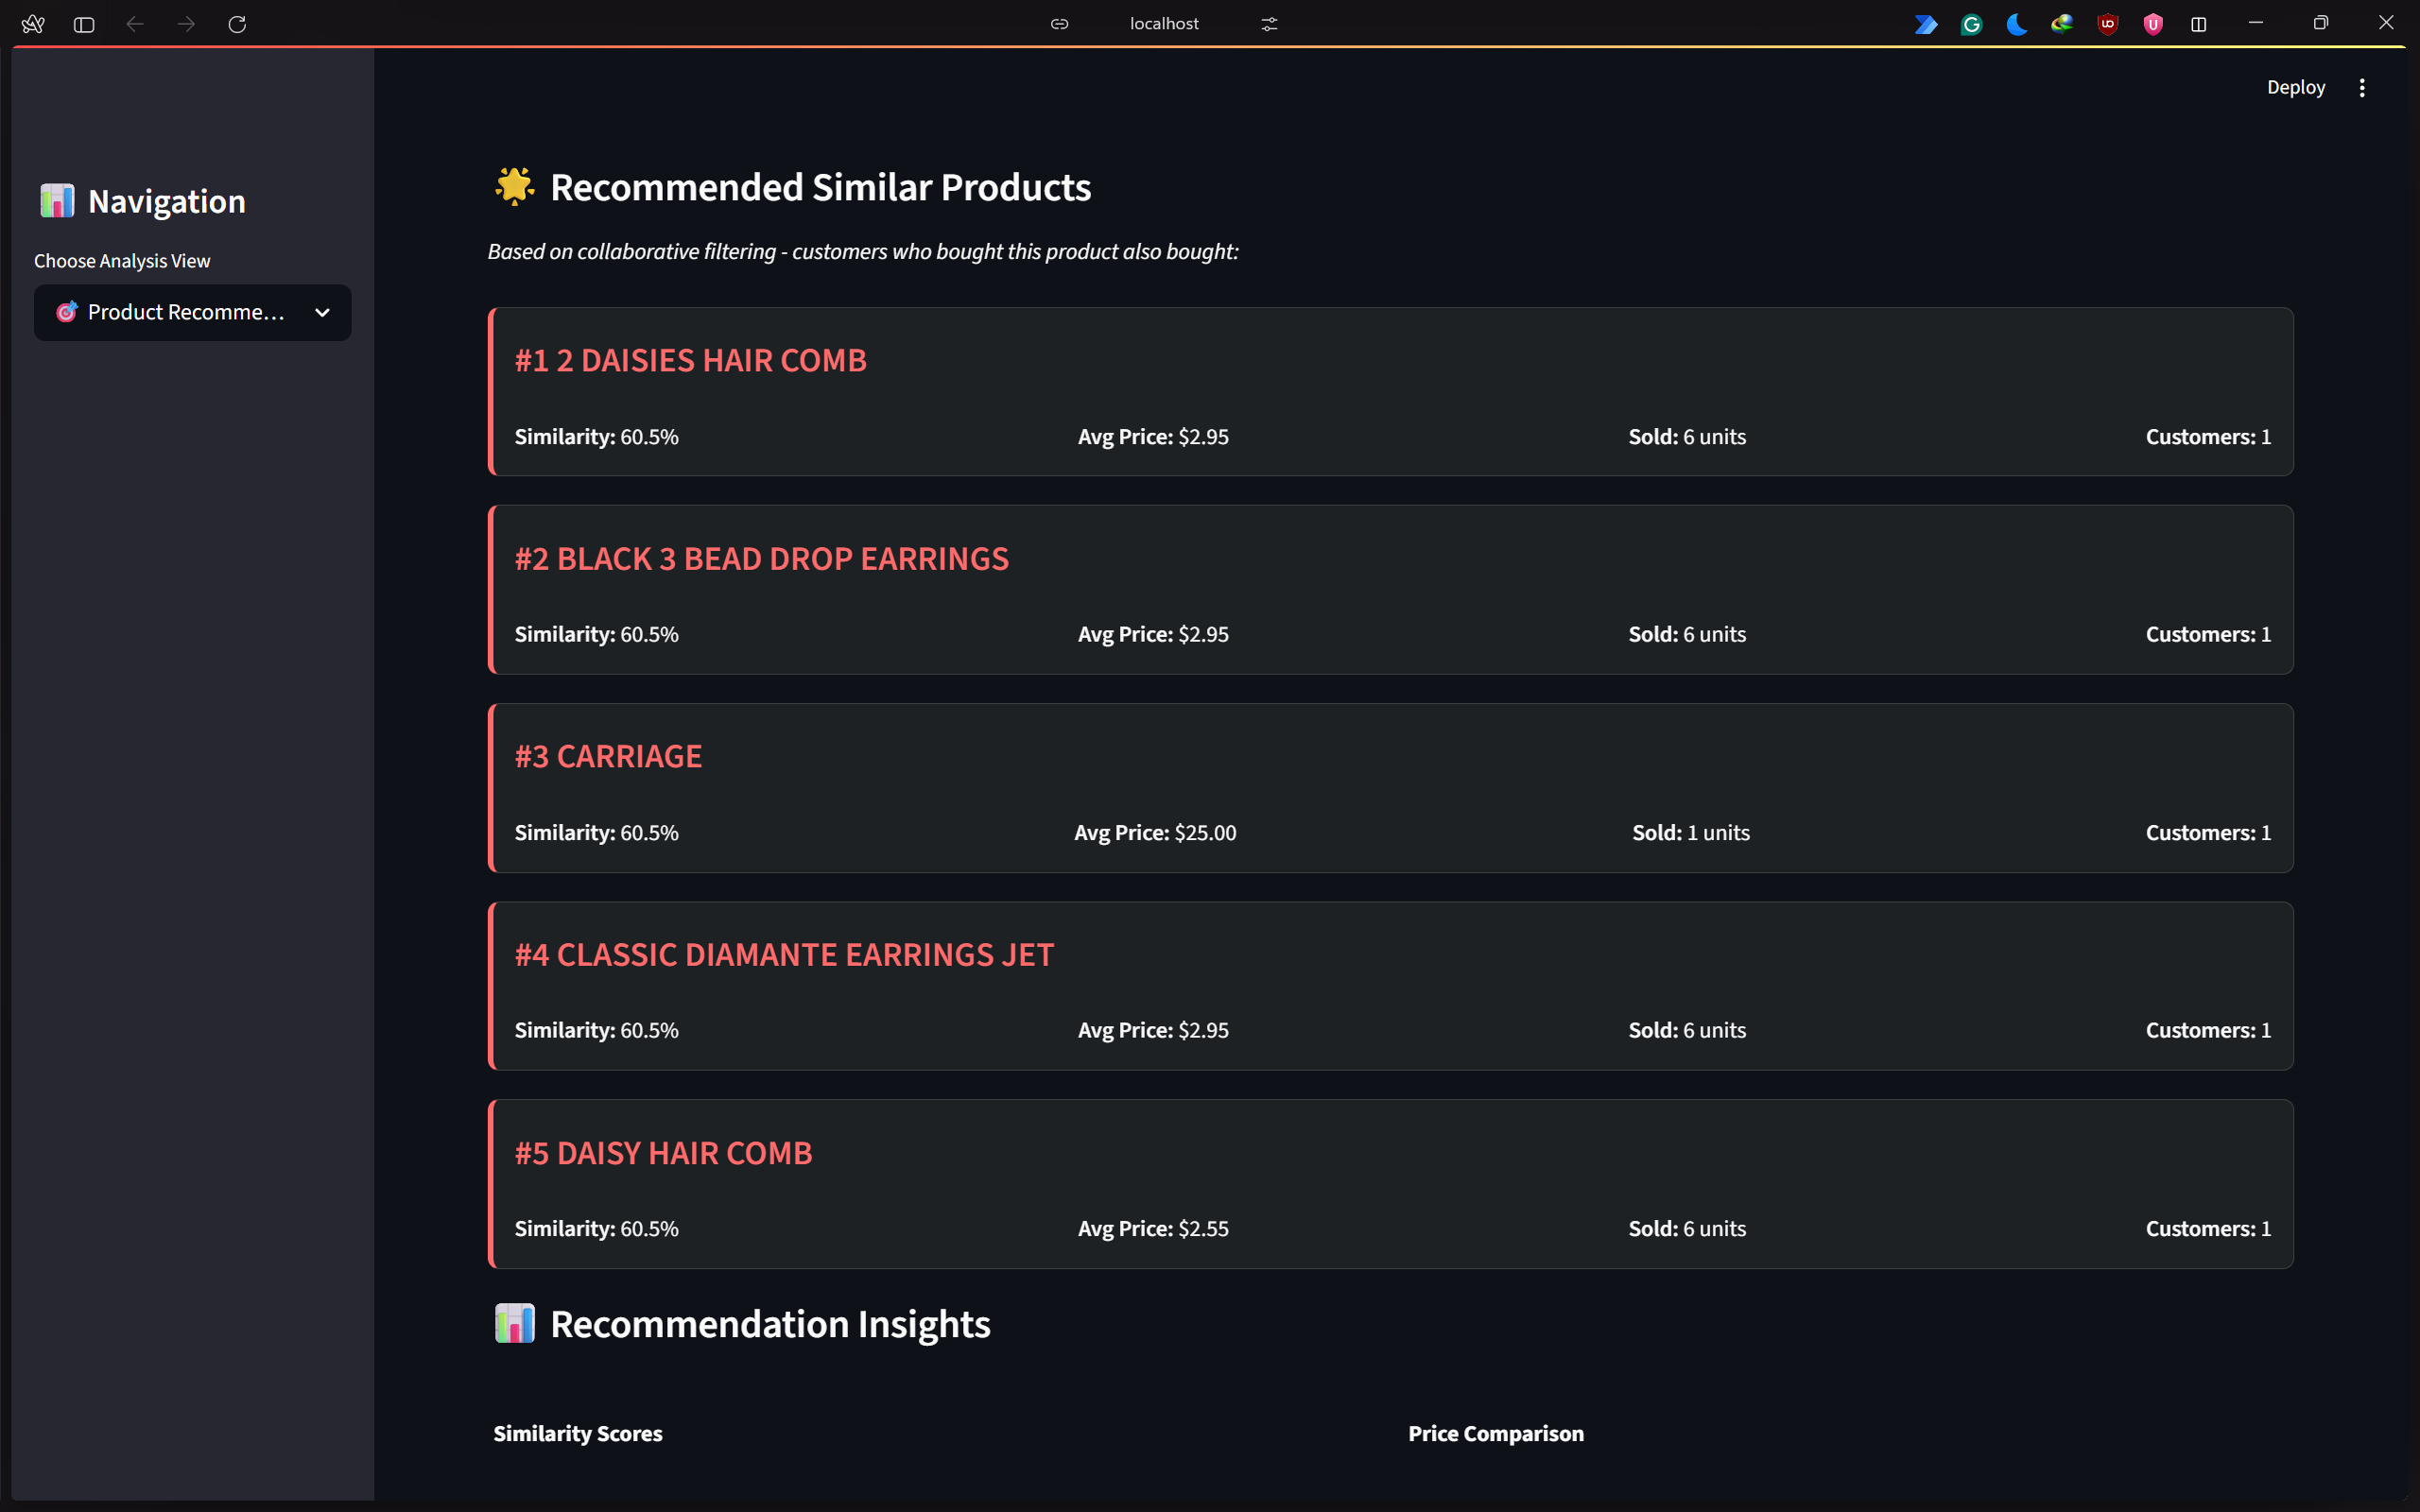 localhost
Deploy
📊 Navigation
Choose Analysis View
🎯 Product Recomme...
🌟 Recommended Similar Products
Based on collaborative filtering - customers who bought this product also bought:
#1 2 DAISIES HAIR COMB
Similarity: 60.5% Avg Price: $2.95 Sold: 6 units Customers: 1
#2 BLACK 3 BEAD DROP EARRINGS
Similarity: 60.5% Avg Price: $2.95 Sold: 6 units Customers: 1
#3 CARRIAGE
Similarity: 60.5% Avg Price: $25.00 Sold: 1 units Customers: 1
#4 CLASSIC DIAMANTE EARRINGS JET
Similarity: 60.5% Avg Price: $2.95 Sold: 6 units Customers: 1
#5 DAISY HAIR COMB
Similarity: 60.5% Avg Price: $2.55 Sold: 6 units Customers: 1
📊 Recommendation Insights
Similarity Scores Price Comparison